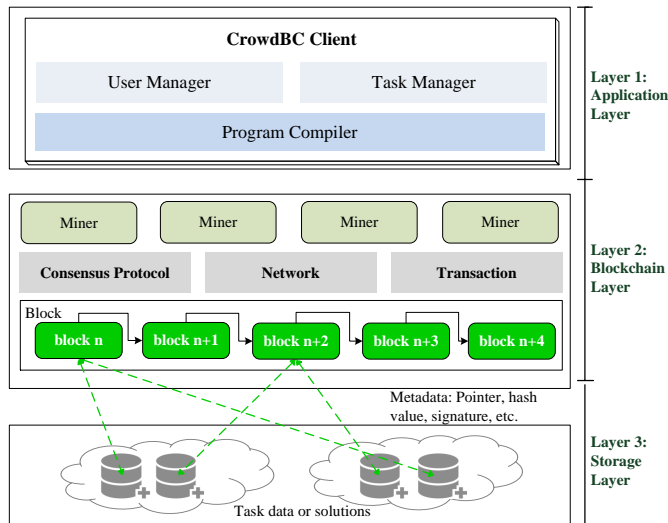 CrowdBC Client
User Manager
Task Manager
Program Compiler
Layer 1:
Application
Layer
Miner
Miner
Miner
Miner
Consensus Protocol
Network
Transaction
Layer 2:
Blockchain
Layer
Block
block n
block n+1
block n+2
block n+3
block n+4
Metadata: Pointer, hash
value, signature, etc.
Layer 3:
Storage
Layer
Task data or solutions